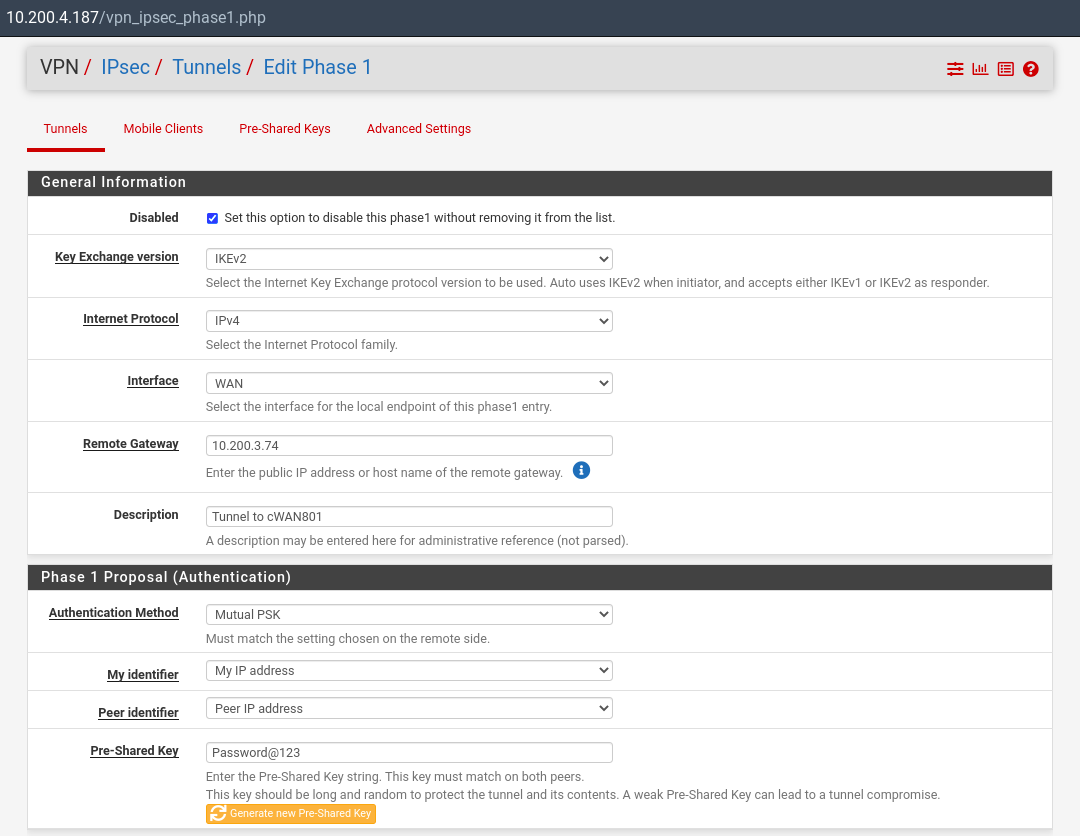 10.200.4.187/vpn_ipsec_phase1.php
VPN / IPsec / Tunnels / Edit Phase 1
Tunnels Mobile Clients Pre-Shared Keys Advanced Settings
General Information
Disabled Set this option to disable this phase1 without removing it from the list.
Key Exchange version IKEv2
Select the Internet Key Exchange protocol version to be used. Auto uses IKEv2 when initiator, and accepts either IKEv1 or IKEv2 as responder.
Internet Protocol IPv4
Select the Internet Protocol family.
Interface WAN
Select the interface for the local endpoint of this phase1 entry.
Remote Gateway 10.200.3.74
Enter the public IP address or host name of the remote gateway.
Description Tunnel to cWAN801
A description may be entered here for administrative reference (not parsed).
Phase 1 Proposal (Authentication)
Authentication Method Mutual PSK
Must match the setting chosen on the remote side.
My identifier My IP address
Peer identifier Peer IP address
Pre-Shared Key Password@123
Enter the Pre-Shared Key string. This key must match on both peers.
This key should be long and random to protect the tunnel and its contents. A weak Pre-Shared Key can lead to a tunnel compromise.
Generate new Pre-Shared Key